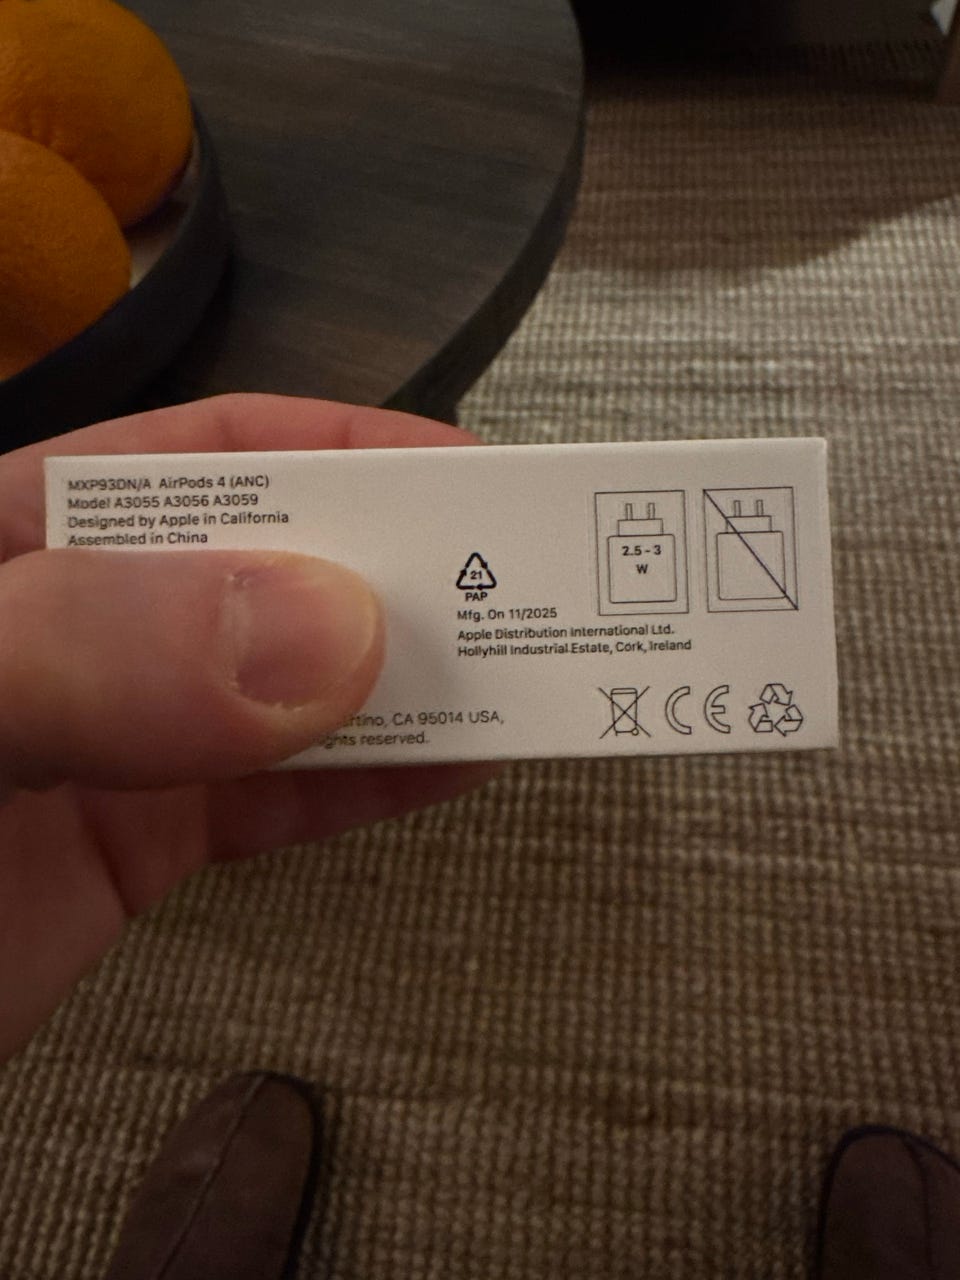 MXP93DN/A AirPods 4 (ANC)
Model A3055 A3056 A3059
Designed by Apple in California
Assembled in China
21
PAP
Mfg. On 11/2025
Apple Distribution International Ltd.
Hollyhill Industrial Estate, Cork, Ireland
2.5 - 3
W
CA 95014 USA,
reserved.
CE